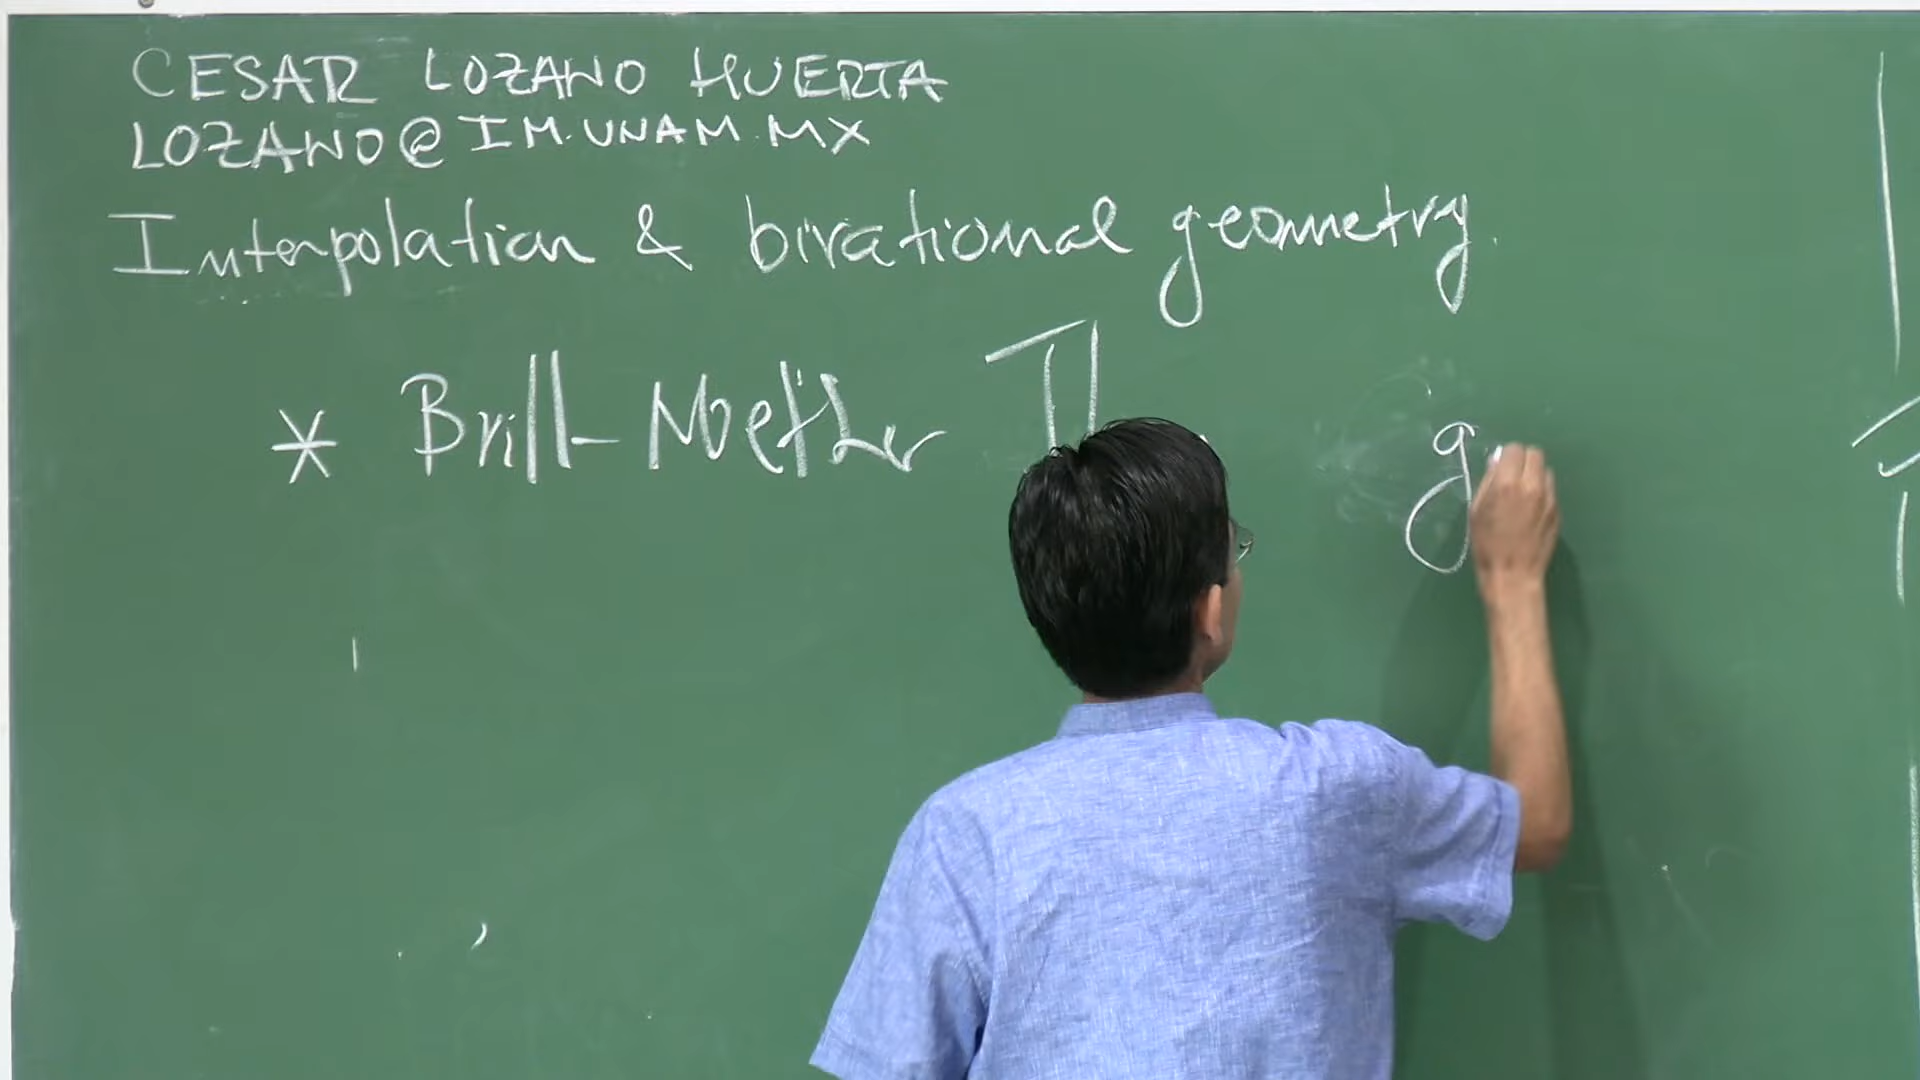 CESAR LOZANO HUERTA
LOZANO@IM.UNAM.MX
Interpolation & birational geometry.
* Brill-Noether Th g